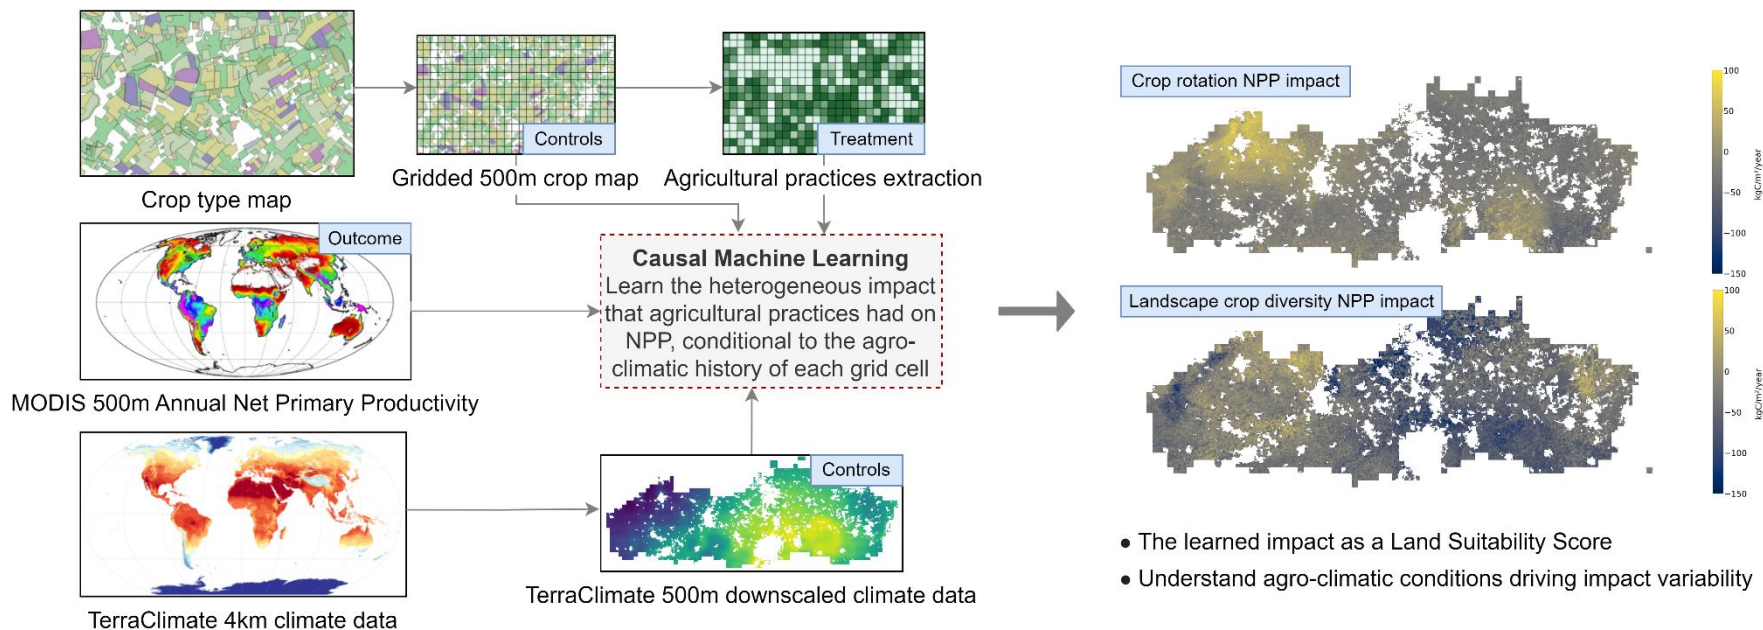 Crop type map
Controls
Gridded 500m crop map
Treatment
Agricultural practices extraction
Outcome
MODIS 500m Annual Net Primary Productivity
Causal Machine Learning
Learn the heterogeneous impact
that agricultural practices had on
NPP, conditional to the agro-
climatic history of each grid cell
TerraClimate 4km climate data
Controls
TerraClimate 500m downscaled climate data
Crop rotation NPP impact
100
50
0
−50
−100
−150
kgC/m²/year
Landscape crop diversity NPP impact
100
50
0
−50
−100
−150
kgC/m²/year
• The learned impact as a Land Suitability Score
• Understand agro-climatic conditions driving impact variability